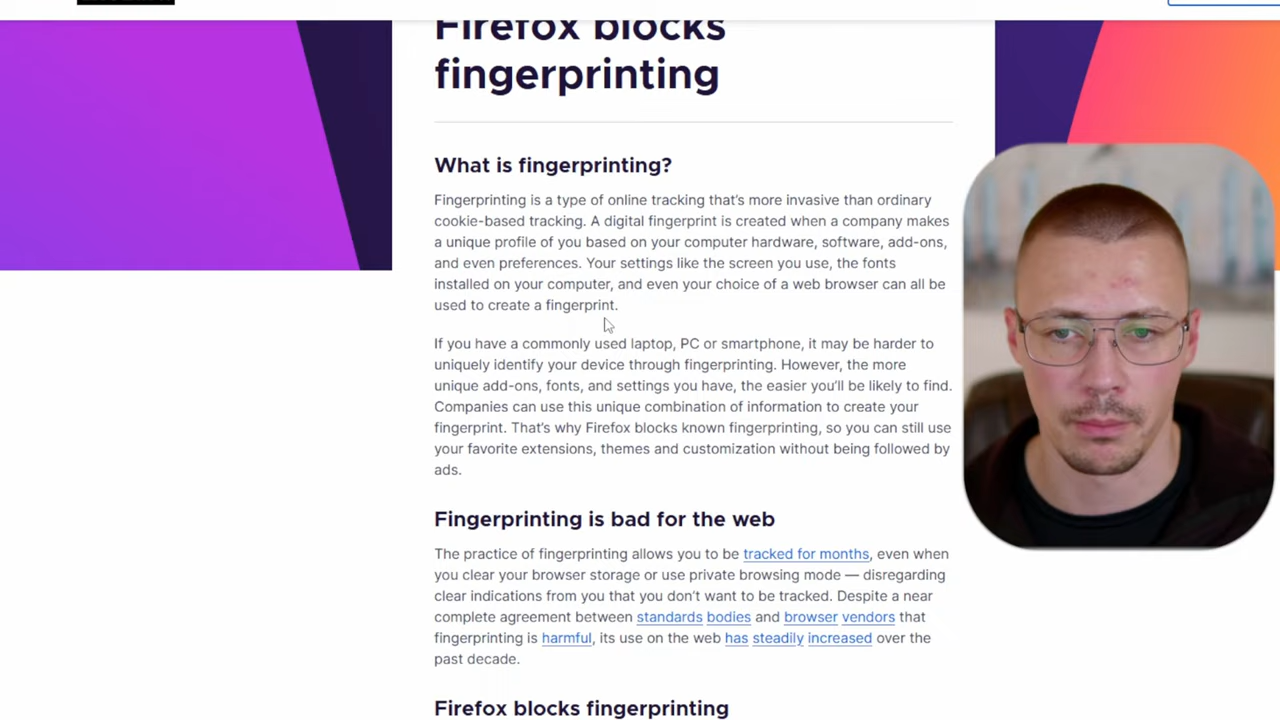 Firefox blocks
fingerprinting
What is fingerprinting?
Fingerprinting is a type of online tracking that's more invasive than ordinary
cookie-based tracking. A digital fingerprint is created when a company makes
a unique profile of you based on your computer hardware, software, add-ons,
and even preferences. Your settings like the screen you use, the fonts
installed on your computer, and even your choice of a web browser can all be
used to create a fingerprint.
If you have a commonly used laptop, PC or smartphone, it may be harder to
uniquely identify your device through fingerprinting. However, the more
unique add-ons, fonts, and settings you have, the easier you'll be likely to find.
Companies can use this unique combination of information to create your
fingerprint. That's why Firefox blocks known fingerprinting, so you can still use
your favorite extensions, themes and customization without being followed by
ads.
Fingerprinting is bad for the web
The practice of fingerprinting allows you to be tracked for months, even when
you clear your browser storage or use private browsing mode — disregarding
clear indications from you that you don't want to be tracked. Despite a near
complete agreement between standards bodies and browser vendors that
fingerprinting is harmful, its use on the web has steadily increased over the
past decade.
Firefox blocks fingerprinting